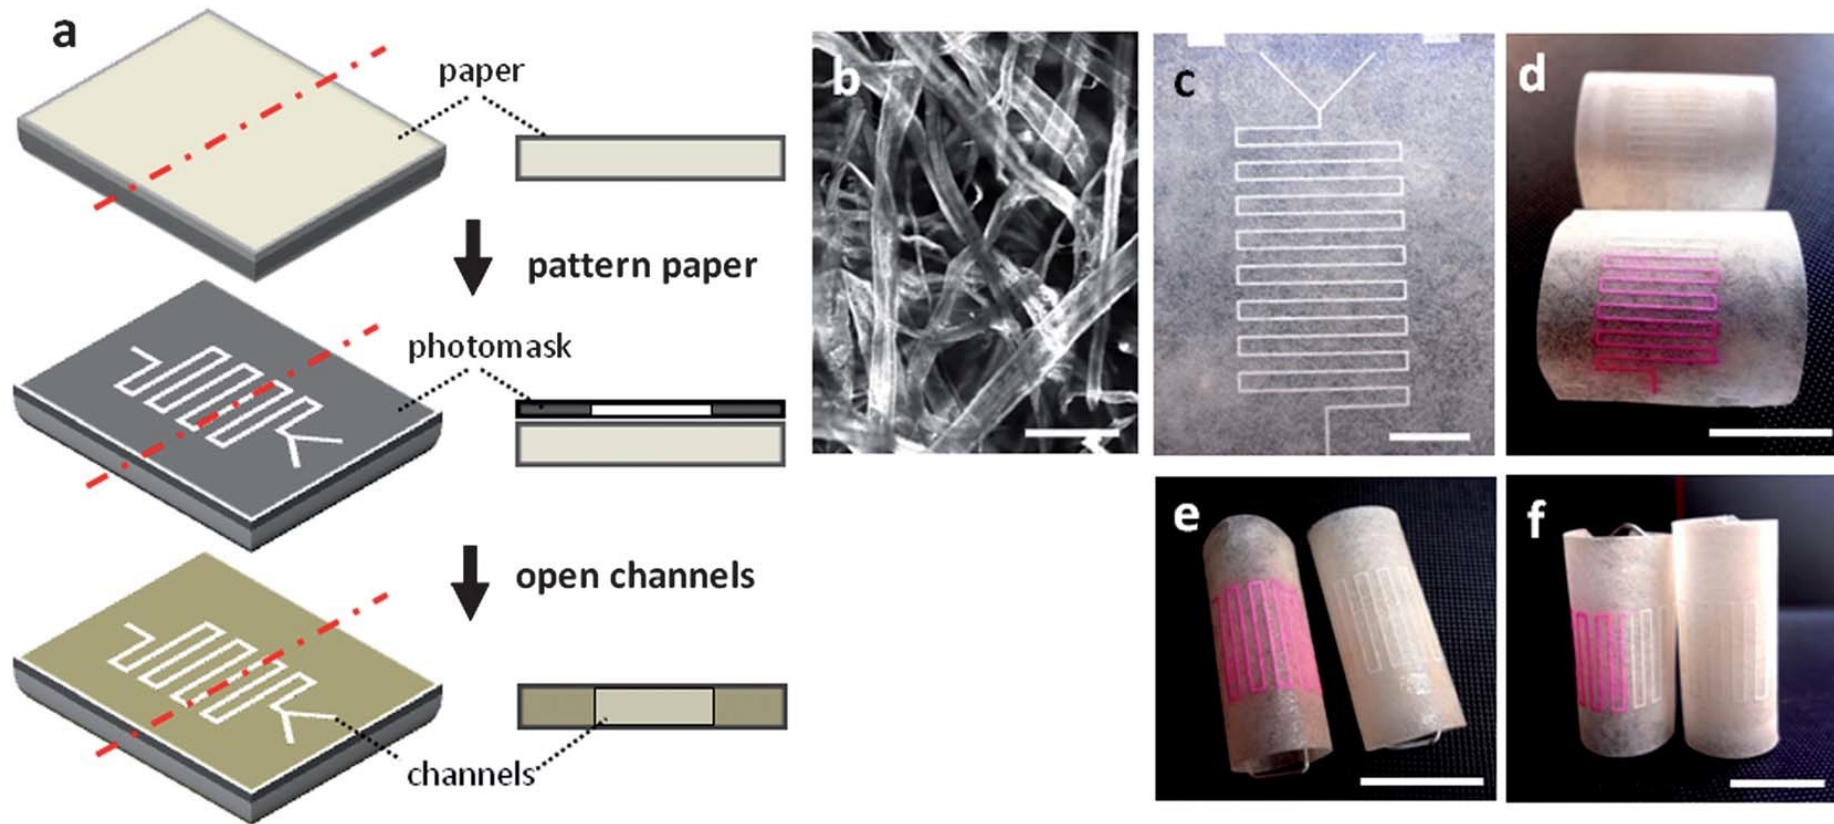 a
paper
pattern paper
photomask
open channels
channels
b
c
d
e
f